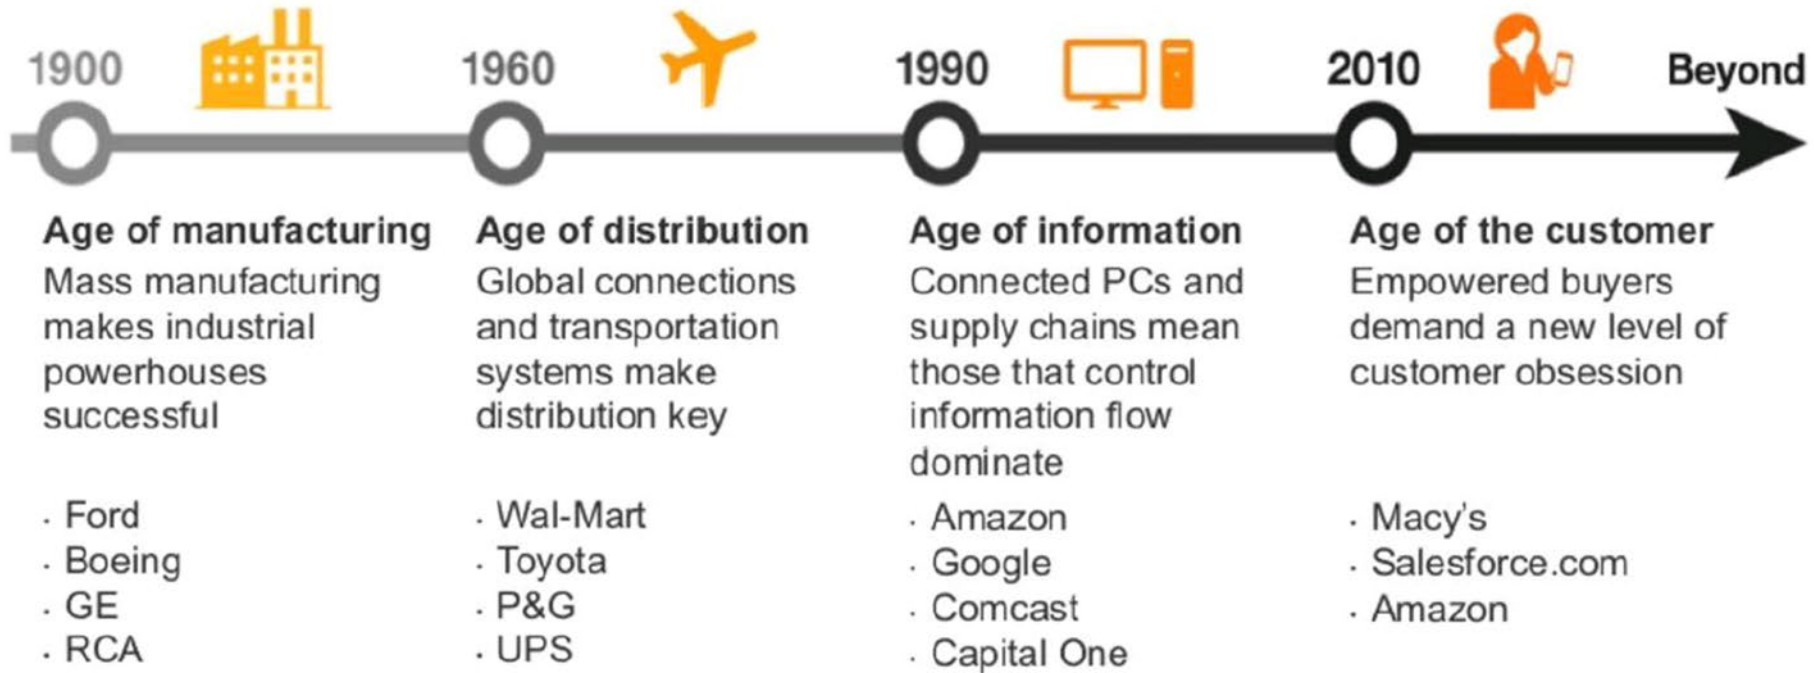 1900
1960
1990
2010
Beyond
Age of manufacturing
Mass manufacturing
makes industrial
powerhouses
successful
· Ford
· Boeing
· GE
· RCA
Age of distribution
Global connections
and transportation
systems make
distribution key
· Wal-Mart
· Toyota
· P&G
· UPS
Age of information
Connected PCs and
supply chains mean
those that control
information flow
dominate
· Amazon
· Google
· Comcast
· Capital One
Age of the customer
Empowered buyers
demand a new level of
customer obsession
· Macy's
· Salesforce.com
· Amazon